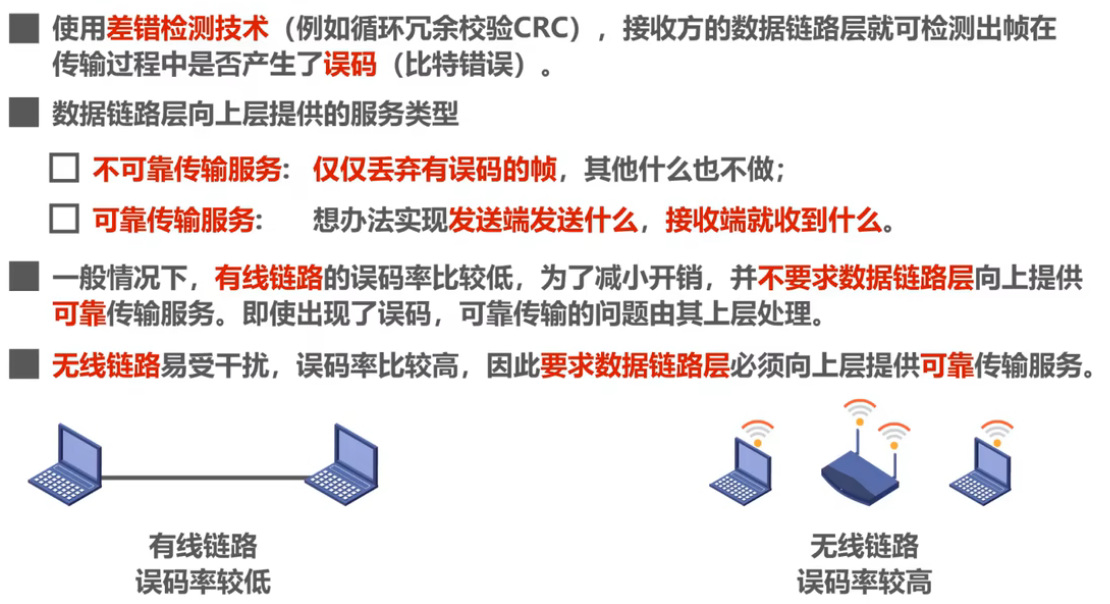 使用差错检测技术（例如循环冗余校验CRC），接收方的数据链路层就可检测出帧在
传输过程中是否产生了误码（比特错误）。
数据链路层向上层提供的服务类型
不可靠传输服务： 仅仅丢弃有误码的帧，其他什么也不做；
可靠传输服务： 想办法实现发送端发送什么，接收端就收到什么。
一般情况下，有线链路的误码率比较低，为了减小开销，并不要求数据链路层向上提供
可靠传输服务。即使出现了误码，可靠传输的问题由其上层处理。
无线链路易受干扰，误码率比较高，因此要求数据链路层必须向上层提供可靠传输服务。
有线链路
误码率较低
无线链路
误码率较高